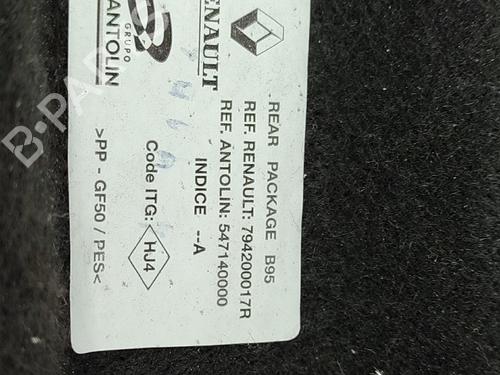 RENAULT
GRUPO
ANTOLIN
REAR PACKAGE B95
REF. RENAULT: 794200017R
REF. ANTOLIN: 547140000
INDICE --A
Code ITG: HJ4
>PP - GF50 / PES<
B-PARTS